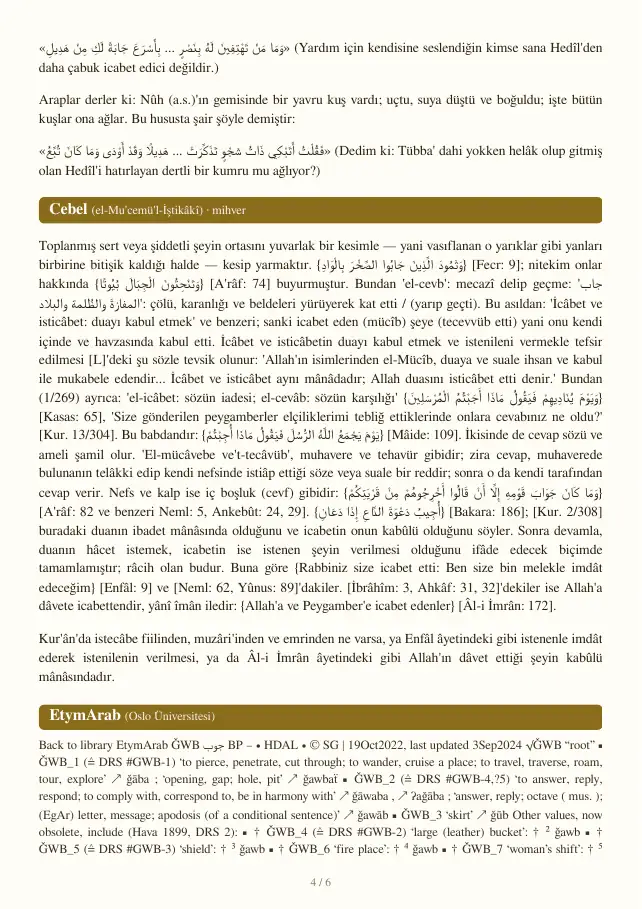 «وَمَا مَنْ تَهْتِفِينَ لَهُ بِنَصْرٍ ... بِأَسْرَعَ جَابَةً لَكِ مِنْ هَدِيلِ» (Yardım için kendisine seslendiğin kimse sana Hedîl'den
daha çabuk icabet edici değildir.)
Araplar derler ki: Nûh (a.s.)'ın gemisinde bir yavru kuş vardı; uçtu, suya düştü ve boğuldu; işte bütün
kuşlar ona ağlar. Bu hususta şair şöyle demiştir:
«فَقُلْتُ أَتَبْكِي ذَاتُ شَجْوٍ تَذَكَّرَتْ ... هَدِيلًا وَقَدْ أَوْدَى وَمَا كَانَ تُبَّعُ» (Dedim ki: Tübba' dahi yokken helâk olup gitmiş
olan Hedîl'i hatırlayan dertli bir kumru mu ağlıyor?)
Cebel (el-Mu'cemü'l-İştikâkî) · mihver
Toplanmış sert veya şiddetli şeyin ortasını yuvarlak bir kesimle — yani vasıflanan o yarıklar gibi yanları
birbirine bitişik kaldığı halde — kesip yarmaktır. {وَثَمُودَ الَّذِينَ جَابُوا الصَّخْرَ بِالْوَادِ} [Fecr: 9]; nitekim onlar
hakkında {وَتَنْحِتُونَ الْجِبَالَ بُيُوتًا} [A'râf: 74] buyurmuştur. Bundan 'el-cevb': mecazî delip geçme: 'جاب
المفازةَ والظُّلمة والبلاد': çölü, karanlığı ve beldeleri yürüyerek kat etti / (yarıp geçti). Bu asıldan: 'İcâbet ve
isticâbet: duayı kabul etmek' ve benzeri; sanki icabet eden (mücîb) şeye (tecevvüb etti) yani onu kendi
içinde ve havzasında kabul etti. İcâbet ve isticâbetin duayı kabul etmek ve istenileni vermekle tefsir
edilmesi [L]'deki şu sözle tevsik olunur: 'Allah'ın isimlerinden el-Mücîb, duaya ve suale ihsan ve kabul
ile mukabele edendir... İcâbet ve isticâbet aynı mânâdadır; Allah duasını isticâbet etti denir.' Bundan
(1/269) ayrıca: 'el-icâbet: sözün iadesi; el-cevâb: sözün karşılığı' {وَيَوْمَ يُنَادِيهِمْ فَيَقُولُ مَاذَا أَجَبْتُمُ الْمُرْسَلِينَ}
[Kasas: 65], 'Size gönderilen peygamberler elçiliklerimi tebliğ ettiklerinde onlara cevabınız ne oldu?'
[Kur. 13/304]. Bu babdandır: {يَوْمَ يَجْمَعُ اللَّهُ الرُّسُلَ فَيَقُولُ مَاذَا أُجِبْتُمْ} [Mâide: 109]. İkisinde de cevap sözü ve
ameli şamil olur. 'El-mücâvebe ve't-tecâvüb', muhavere ve tehavür gibidir; zira cevap, muhaverede
bulunanın telâkki edip kendi nefsinde istiâp ettiği söze veya suale bir reddir; sonra o da kendi tarafından
cevap verir. Nefs ve kalp ise iç boşluk (cevf) gibidir: {وَمَا كَانَ جَوَابَ قَوْمِهِ إِلَّا أَنْ قَالُوا أَخْرِجُوهُمْ مِنْ قَرْيَتِكُمْ}
[A'râf: 82 ve benzeri Neml: 5, Ankebût: 24, 29]. {أُجِيبُ دَعْوَةَ الدَّاعِ إِذَا دَعَانِ} [Bakara: 186]; [Kur. 2/308]
buradaki duanın ibadet mânâsında olduğunu ve icabetin onun kabûlü olduğunu söyler. Sonra devamla,
duanın hâcet istemek, icabetin ise istenen şeyin verilmesi olduğunu ifâde edecek biçimde
tamamlamıştır; râcih olan budur. Buna göre {Rabbiniz size icabet etti: Ben size bin melekle imdât
edeceğim} [Enfâl: 9] ve [Neml: 62, Yûnus: 89]'dakiler. [İbrâhîm: 3, Ahkâf: 31, 32]'dekiler ise Allah'a
dâvete icabettendir, yânî îmân iledir: {Allah'a ve Peygamber'e icabet edenler} [Âl-i İmrân: 172].
Kur'ân'da istecâbe fiilinden, muzâri'inden ve emrinden ne varsa, ya Enfâl âyetindeki gibi istenenle imdât
ederek istenilenin verilmesi, ya da Âl-i İmrân âyetindeki gibi Allah'ın dâvet ettiği şeyin kabûlü
mânâsındadır.
EtymArab (Oslo Üniversitesi)
Back to library EtymArab ǦWB جوب BP – • HDAL • © SG | 19Oct2022, last updated 3Sep2024 √ǦWB “root” ▪
ǦWB_1 (≙ DRS #GWB-1) ‘to pierce, penetrate, cut through; to wander, cruise a place; to travel, traverse, roam,
tour, explore’ ↗ ǧāba ; ‘opening, gap; hole, pit’ ↗ ǧawbaẗ ▪ ǦWB_2 (≙ DRS #GWB-4,?5) ‘to answer, reply,
respond; to comply with, correspond to, be in harmony with’ ↗ ǧāwaba , ↗ ʔaǧāba ; ‘answer, reply; octave ( mus. );
(EgAr) letter, message; apodosis (of a conditional sentence)’ ↗ ǧawāb ▪ ǦWB_3 ‘skirt’ ↗ ǧūb Other values, now
obsolete, include (Hava 1899, DRS 2): ▪ † ǦWB_4 (≙ DRS #GWB-2) ‘large (leather) bucket’: † ² ǧawb ▪ †
ǦWB_5 (≙ DRS #GWB-3) ‘shield’: † ³ ǧawb ▪ † ǦWB_6 ‘fire place’: † ⁴ ǧawb ▪ † ǦWB_7 ‘woman’s shift’: † ⁵
4 / 6